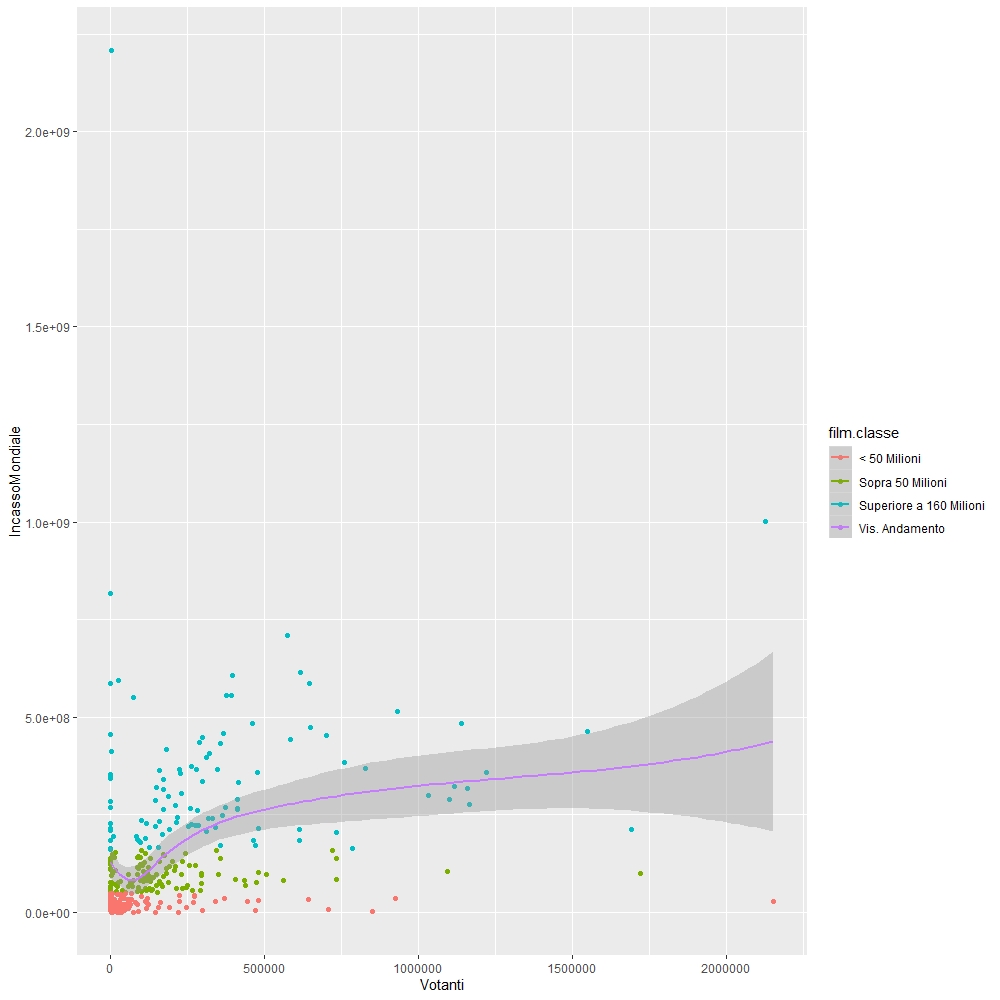 2.0e+09
1.5e+09
1.0e+09
5.0e+08
0.0e+00
IncassoMondiale
0
500000
1000000
1500000
2000000
Votanti
film.classe
< 50 Milioni
Sopra 50 Milioni
Superiore a 160 Milioni
Vis. Andamento